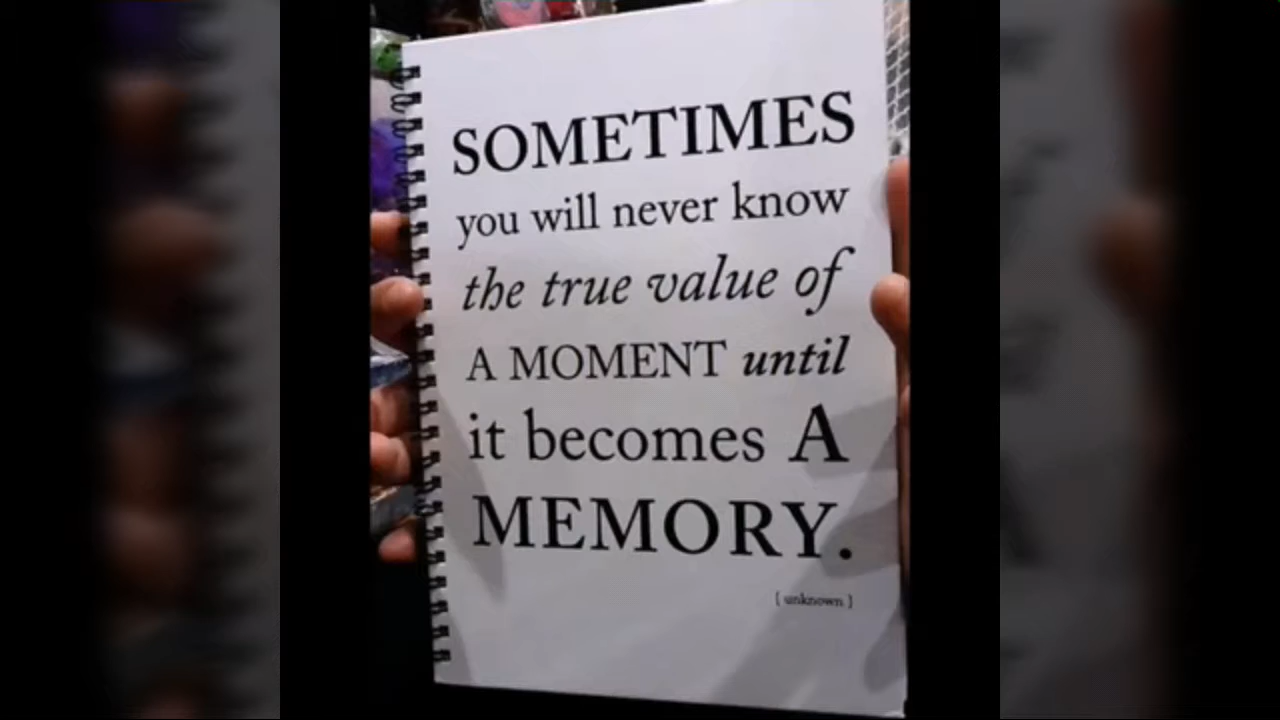 SOMETIMES
you will never know
the true value of
A MOMENT until
it becomes A
MEMORY.
{ unknown }